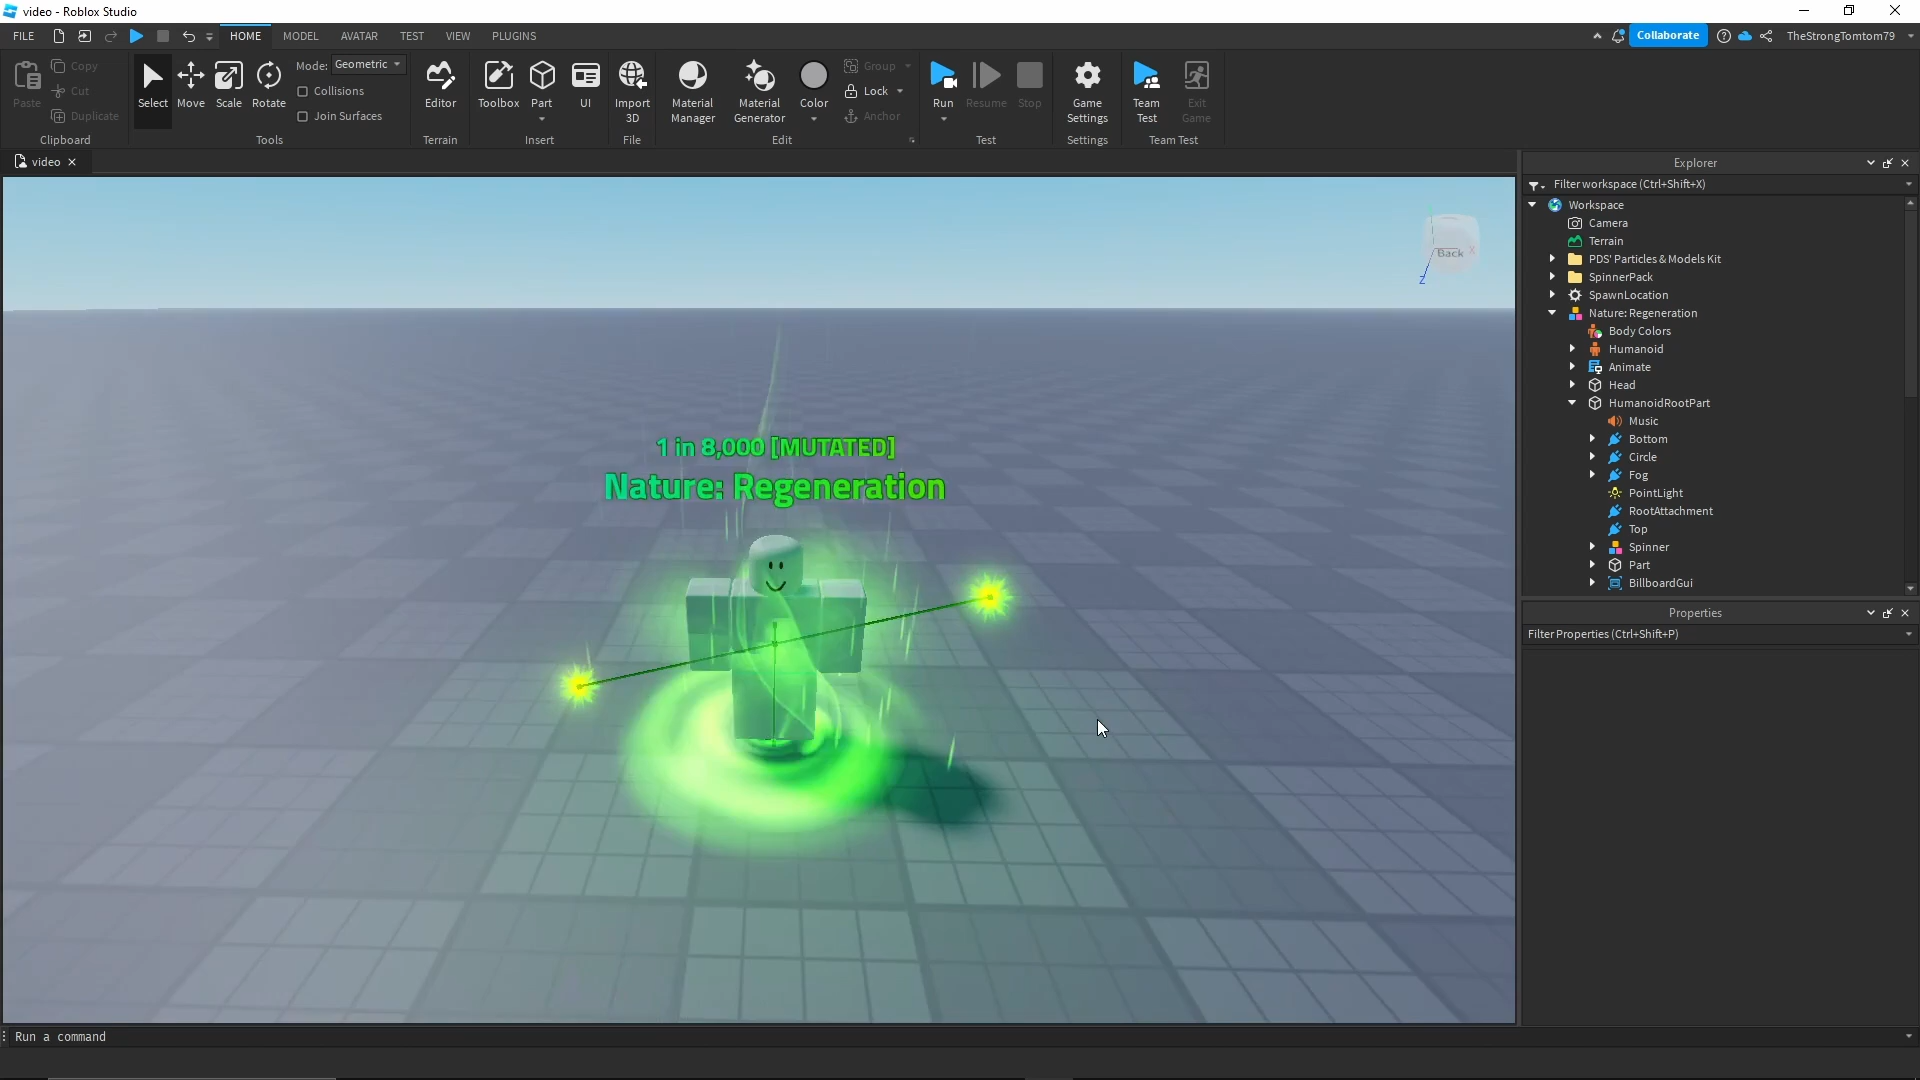 video - Roblox Studio
FILE HOME MODEL AVATAR TEST VIEW PLUGINS Collaborate TheStrongTomtom79
Paste Copy Cut Duplicate Clipboard
Select Move Scale Rotate Mode: Geometric Collisions Join Surfaces Tools
Editor Terrain
Toolbox Part UI Insert
Import 3D File
Material Manager Material Generator Color Group Lock Anchor Edit
Run Resume Stop Test
Game Settings Settings
Team Test Exit Game Team Test
video
Back
X
Z
1 in 8,000 [MUTATED]
Nature: Regeneration
Explorer
Filter workspace (Ctrl+Shift+X)
Workspace
Camera
Terrain
PDS' Particles & Models Kit
SpinnerPack
SpawnLocation
Nature: Regeneration
Body Colors
Humanoid
Animate
Head
HumanoidRootPart
Music
Bottom
Circle
Fog
PointLight
RootAttachment
Top
Spinner
Part
BillboardGui
Properties
Filter Properties (Ctrl+Shift+P)
Run a command